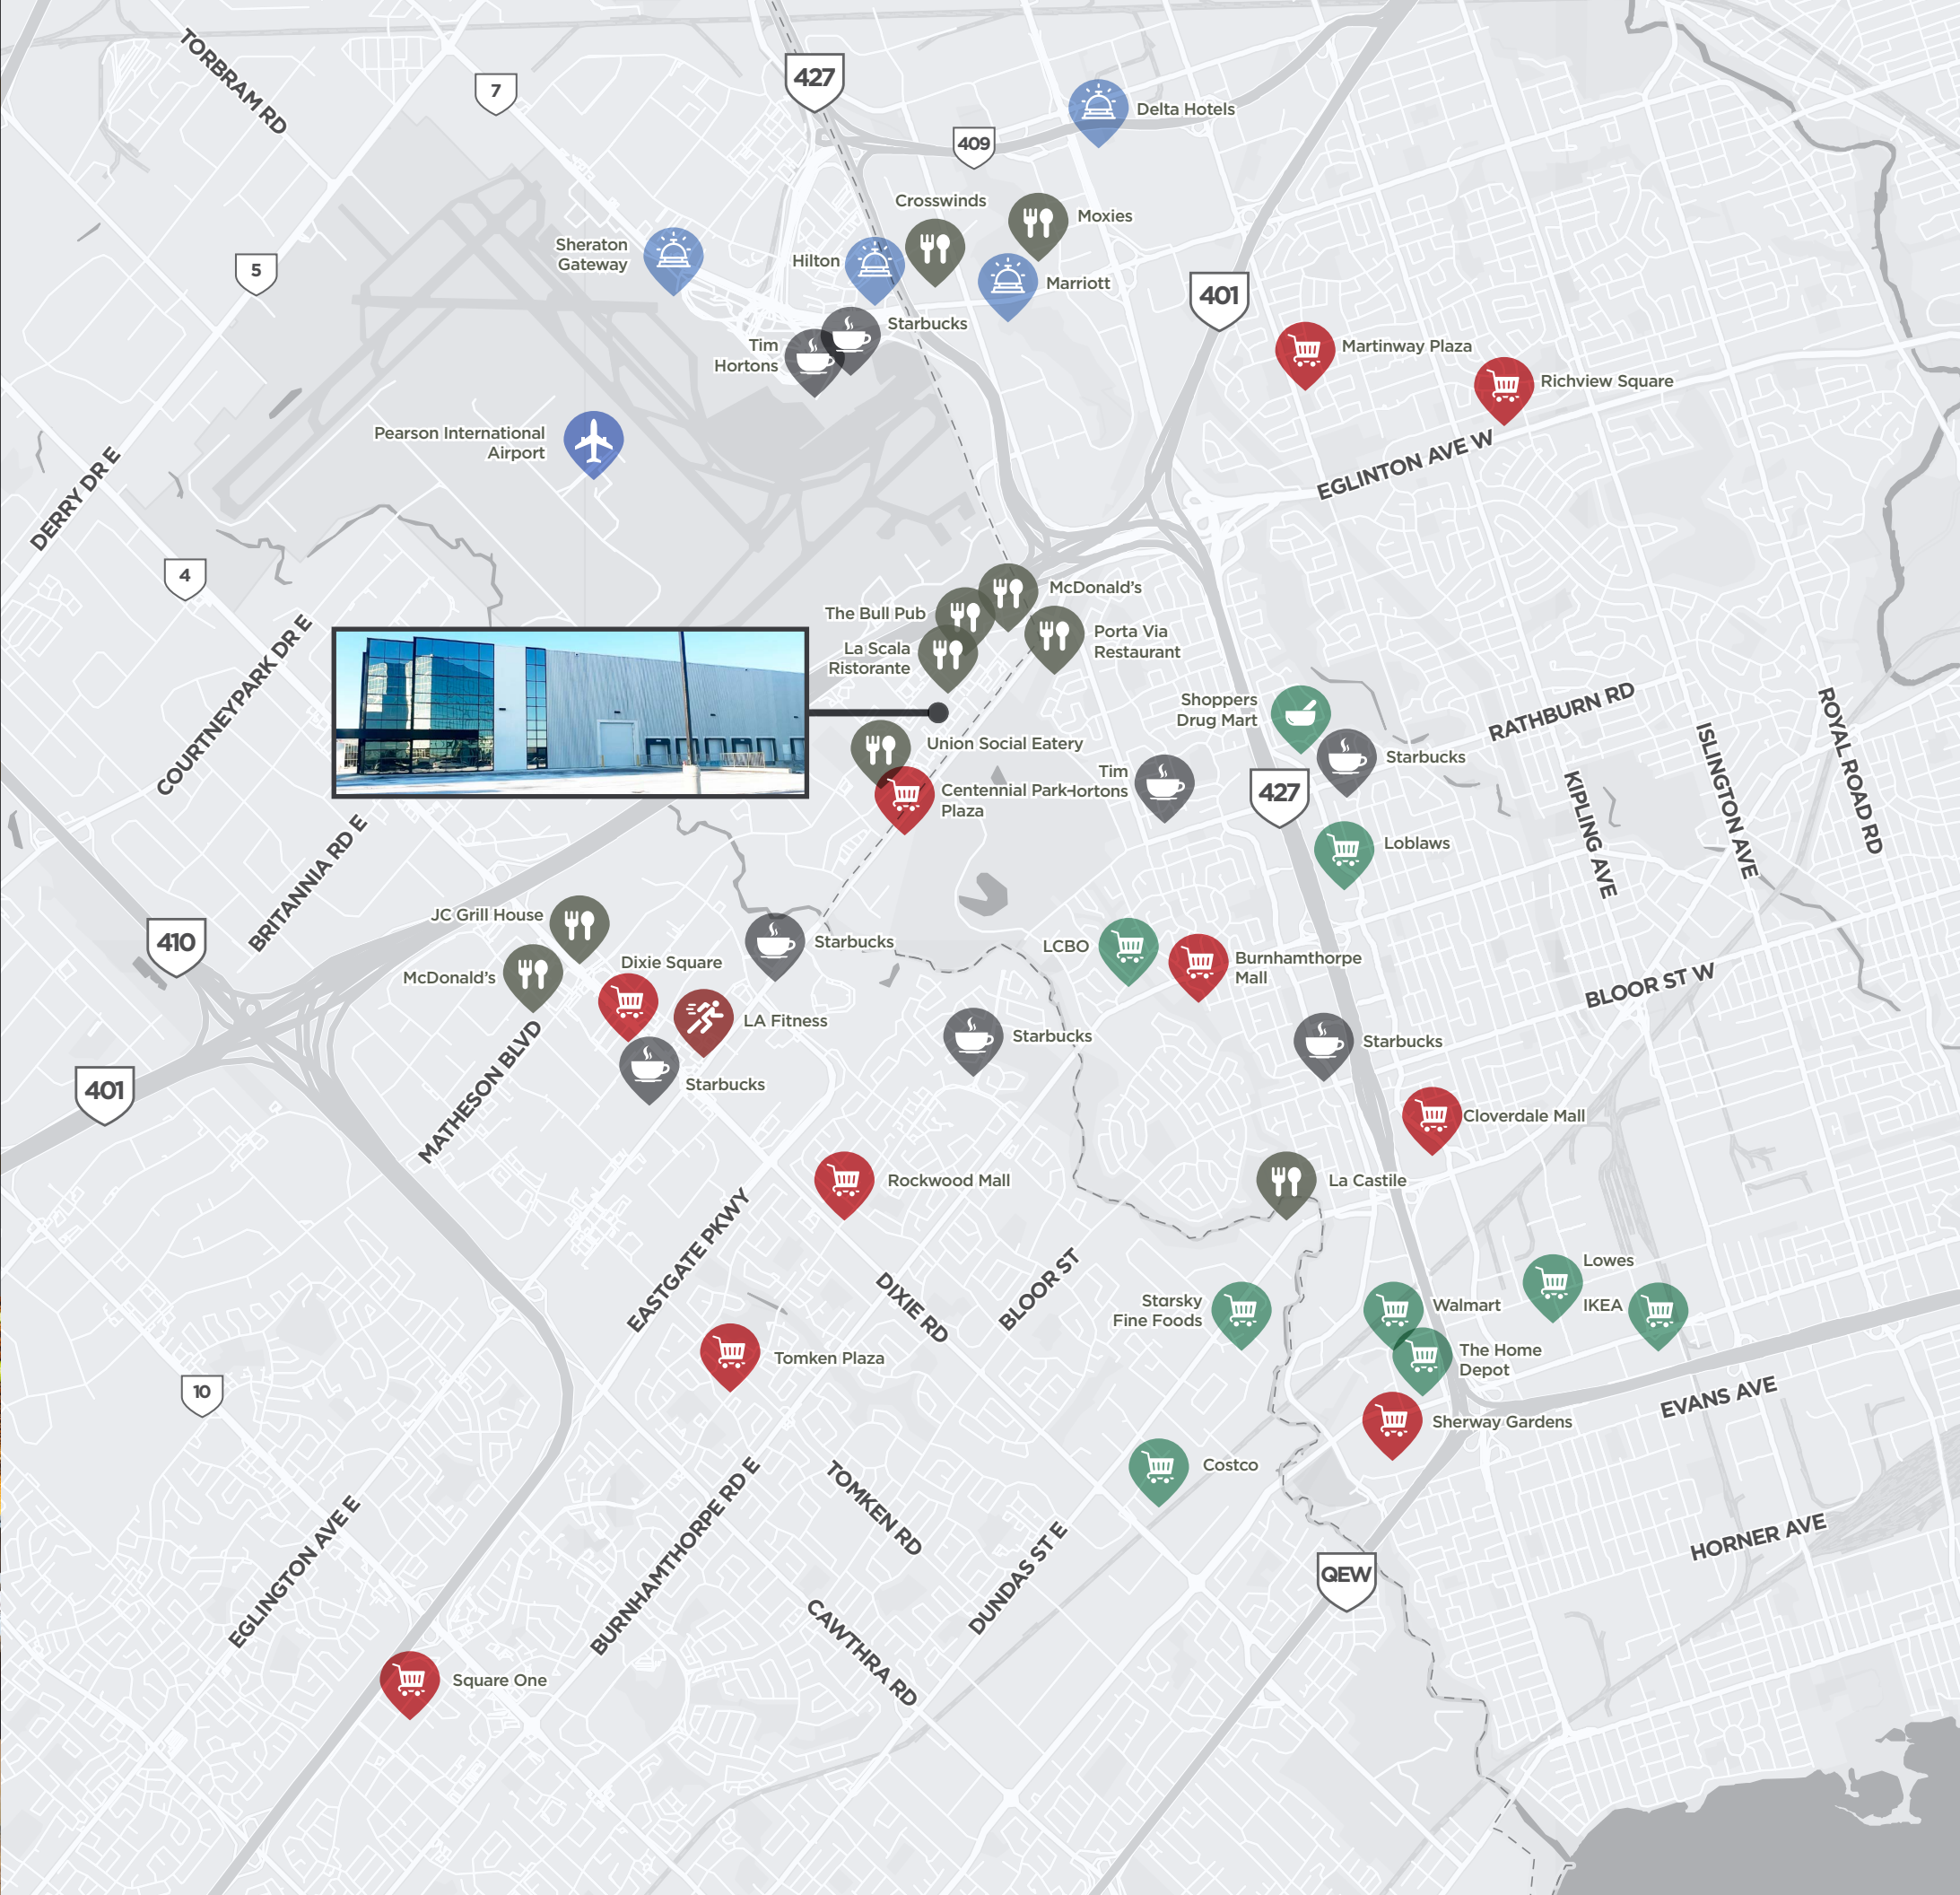 TORBRAM RD
7
427
Delta Hotels
409
Crosswinds
Moxies
Sheraton
Gateway
Hilton
Marriott
5
401
Starbucks
Tim
Hortons
Martinway Plaza
Richview Square
Pearson International
Airport
EGLINTON AVE W
DERRY DR E
4
McDonald's
The Bull Pub
Porta Via
Restaurant
La Scala
Ristorante
COURTNEYPARK DR E
Shoppers
Drug Mart
RATHBURN RD
ROYAL ROAD RD
ISLINGTON AVE
Union Social Eatery
Starbucks
Tim
Hortons
427
KIPLING AVE
Centennial Park
Plaza
Loblaws
BRITANNIA RD E
JC Grill House
410
Starbucks
LCBO
Burnhamthorpe
Mall
Dixie Square
McDonald's
BLOOR ST W
LA Fitness
Starbucks
Starbucks
MATHESON BLVD
Starbucks
401
Cloverdale Mall
Rockwood Mall
La Castile
EASTGATE PKWY
DIXIE RD
BLOOR ST
Lowes
Starsky
Fine Foods
Walmart
IKEA
The Home
Depot
Tomken Plaza
10
EVANS AVE
Sherway Gardens
Costco
TOMKEN RD
EGLINGTON AVE E
BURNHAMTHORPE RD E
DUNDAS ST E
HORNER AVE
QEW
CAWTHRA RD
Square One